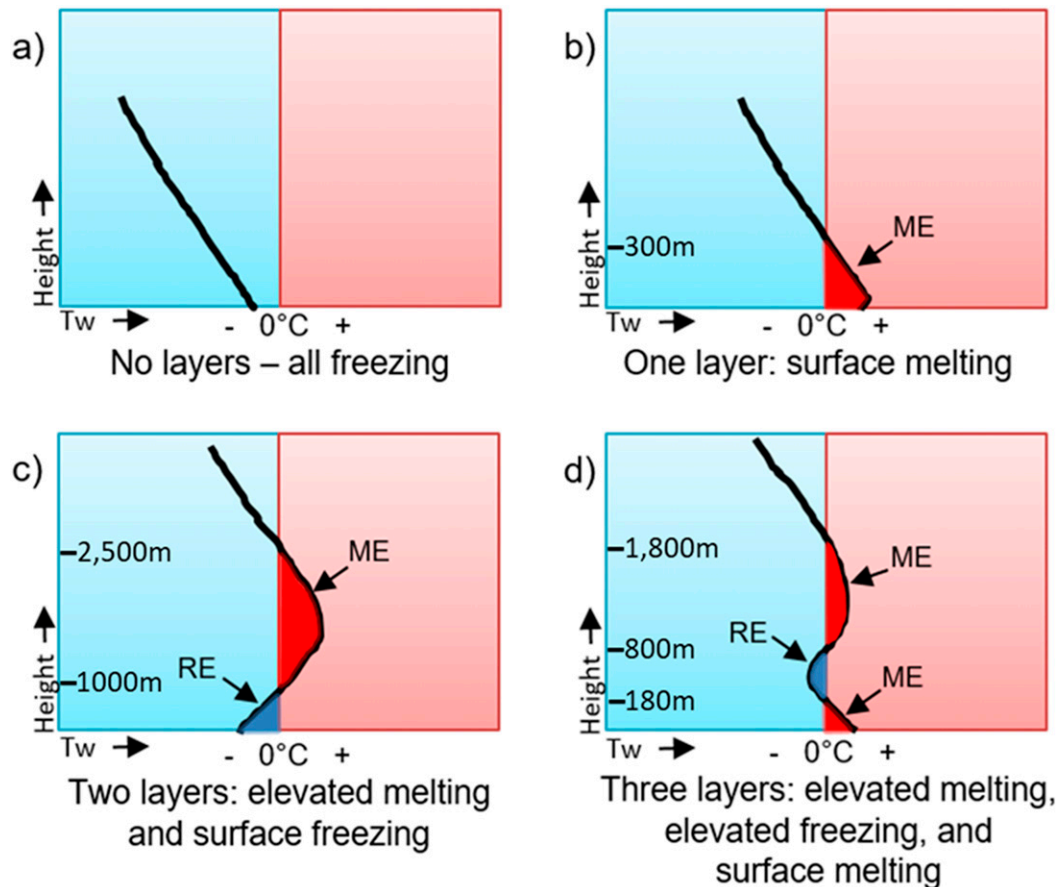 a)
Height
300m
Tw
- 0°C +
No layers – all freezing
b)
ME
Height
Tw
- 0°C +
One layer: surface melting
c)
2,500m
ME
RE
1000m
Height
Tw
- 0°C +
Two layers: elevated melting
and surface freezing
d)
1,800m
ME
RE
800m
ME
180m
Height
Tw
- 0°C +
Three layers: elevated melting,
elevated freezing, and
surface melting